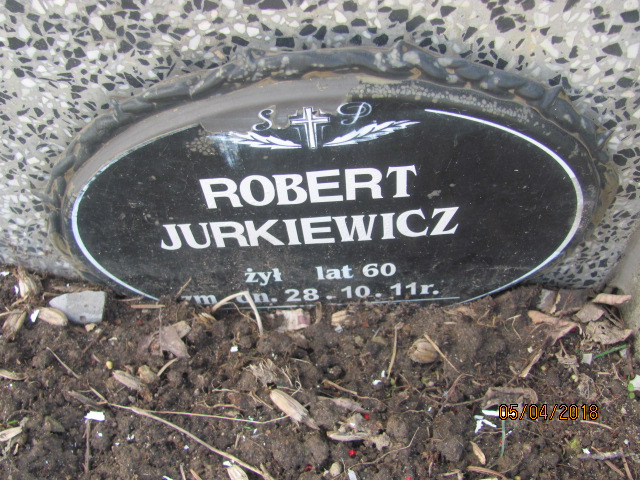 Ś P
ROBERT
JURKIEWICZ
żył lat 60
zm dn. 28-10.11r.
05/04/2018